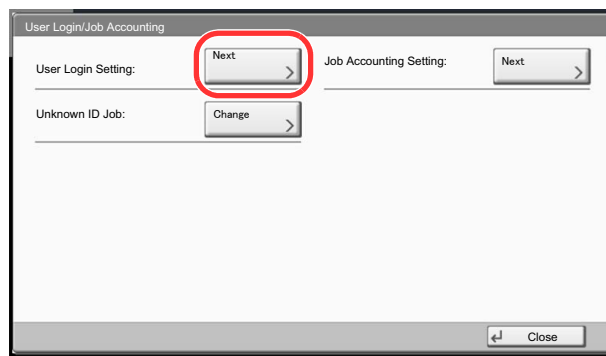 User Login/Job Accounting
User Login Setting:
Next
Job Accounting Setting:
Next
Unknown ID Job:
Change
Close